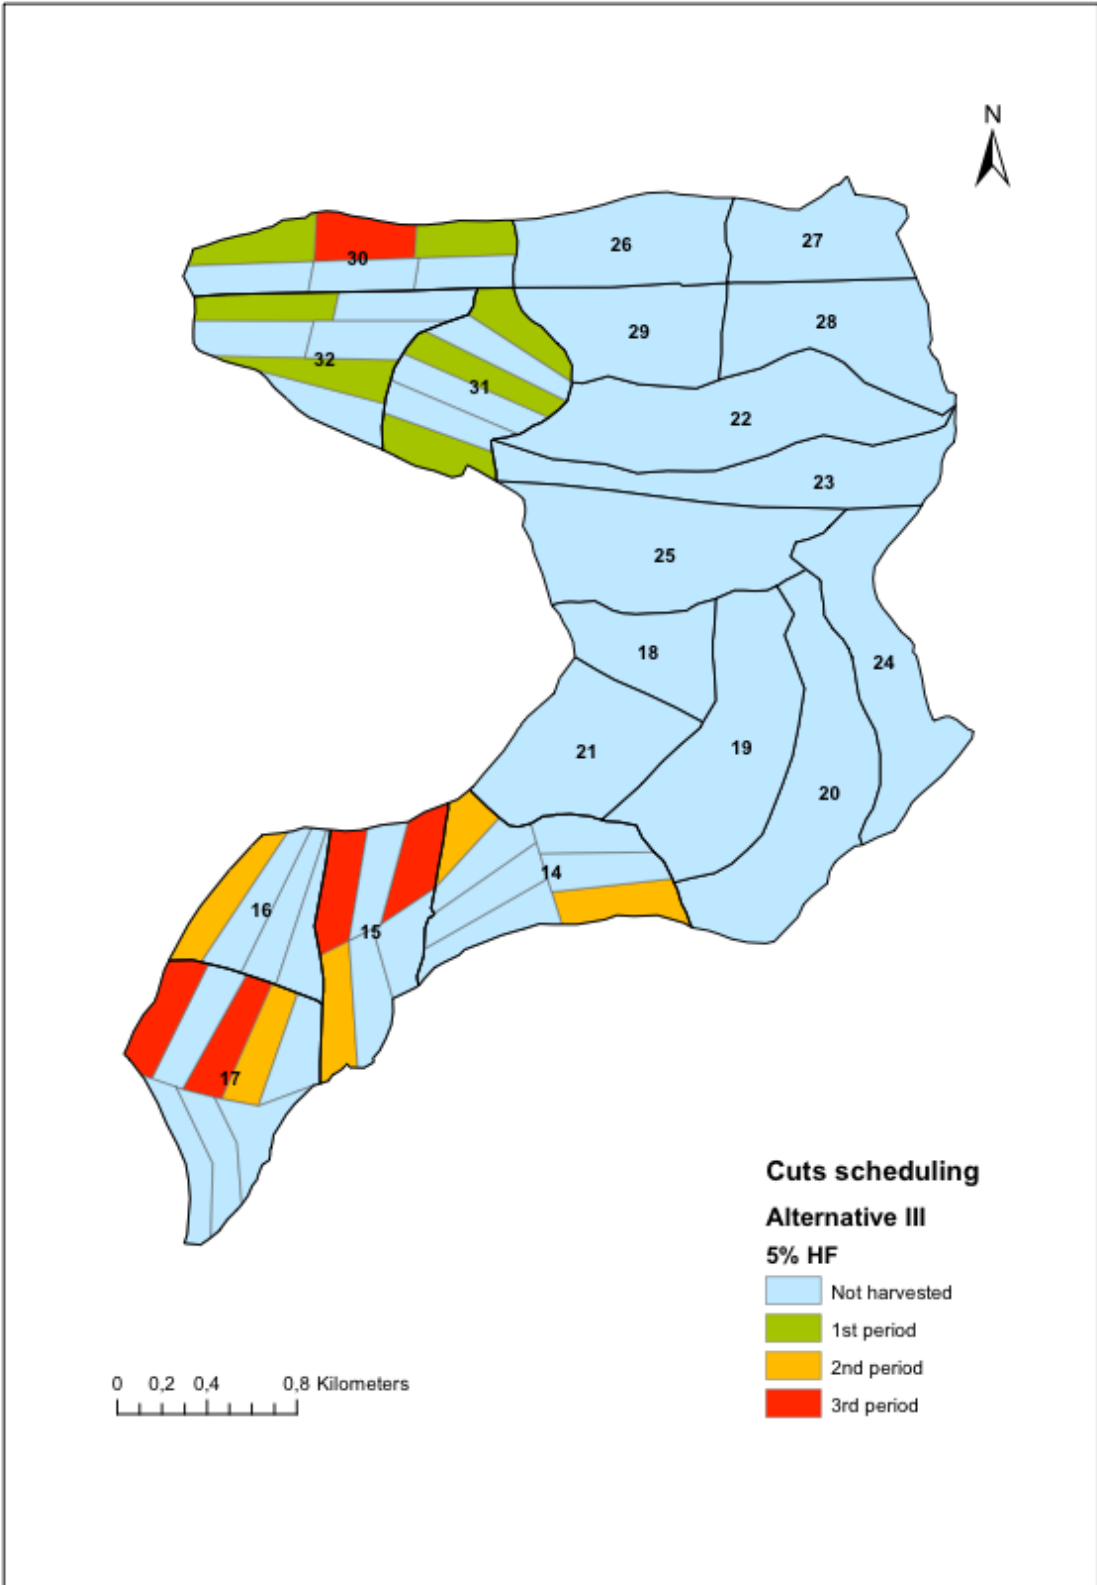 N
26
27
30
29
28
32
31
22
23
25
18
24
21
19
20
14
16
15
17
Cuts scheduling
Alternative III
5% HF
Not harvested
1st period
2nd period
3rd period
0 0,2 0,4 0,8 Kilometers